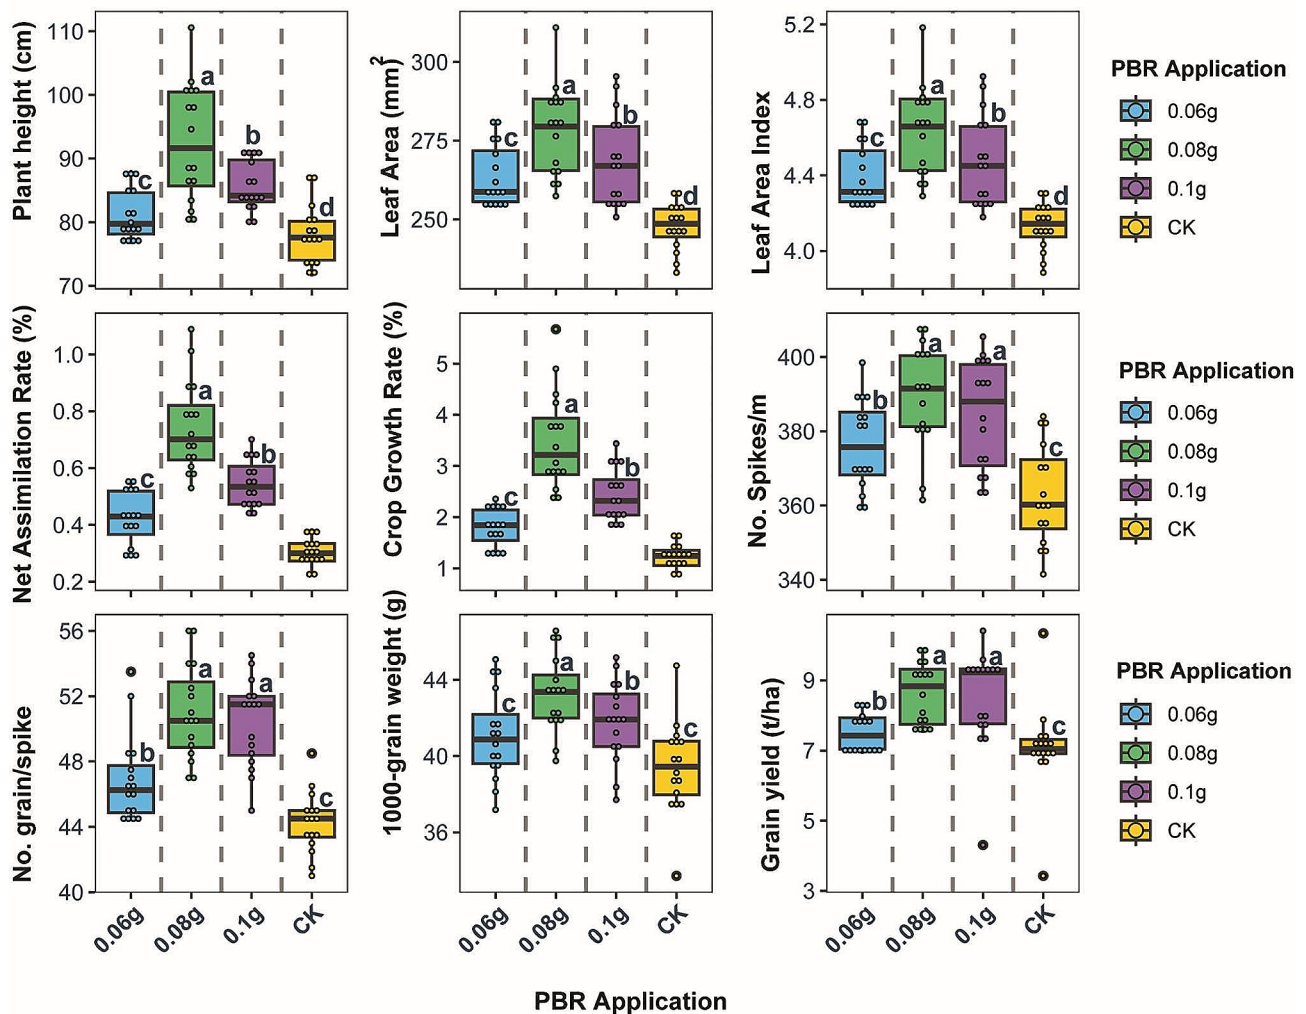 Plant height (cm)
110
100
90
80
70
c
a
b
d
Leaf Area (mm²)
300
275
250
c
a
b
d
Leaf Area Index
5.2
4.8
4.4
4.0
c
a
b
d
PBR Application
0.06g
0.08g
0.1g
CK
Net Assimilation Rate (%)
1.0
0.8
0.6
0.4
0.2
c
a
b
Crop Growth Rate (%)
5
4
3
2
1
c
a
b
No. Spikes/m
400
380
360
340
b
a
a
c
PBR Application
0.06g
0.08g
0.1g
CK
No. grain/spike
56
52
48
44
40
b
a
a
c
0.06g
0.08g
0.1g
CK
1000-grain weight (g)
44
40
36
c
a
b
c
0.06g
0.08g
0.1g
CK
Grain yield (t/ha)
9
7
5
3
b
a
a
c
0.06g
0.08g
0.1g
CK
PBR Application
0.06g
0.08g
0.1g
CK
PBR Application